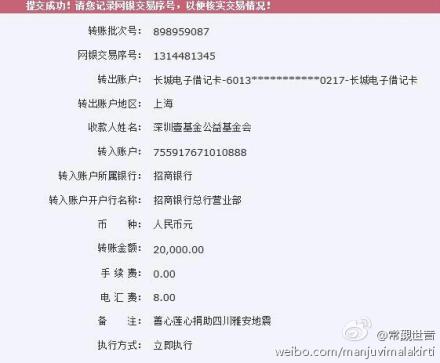 提交成功！请您记录网银交易序号，以便核实交易情况！
转账批次号： 898959087
网银交易序号： 1314481345
转出账户： 长城电子借记卡-6013***********0217-长城电子借记卡
转出账户地区： 上海
收款人姓名： 深圳壹基金公益基金会
转入账户： 755917671010888
转入账户所属银行： 招商银行
转入账户开户行名称： 招商银行总行营业部
币 种： 人民币元
转账金额： 20,000.00
手 续 费： 0.00
电 汇 费： 8.00
备 注： 善心莲心捐助四川雅安地震
执行方式： 立即执行
@常觀世音
weibo.com/manjuvimalakirti